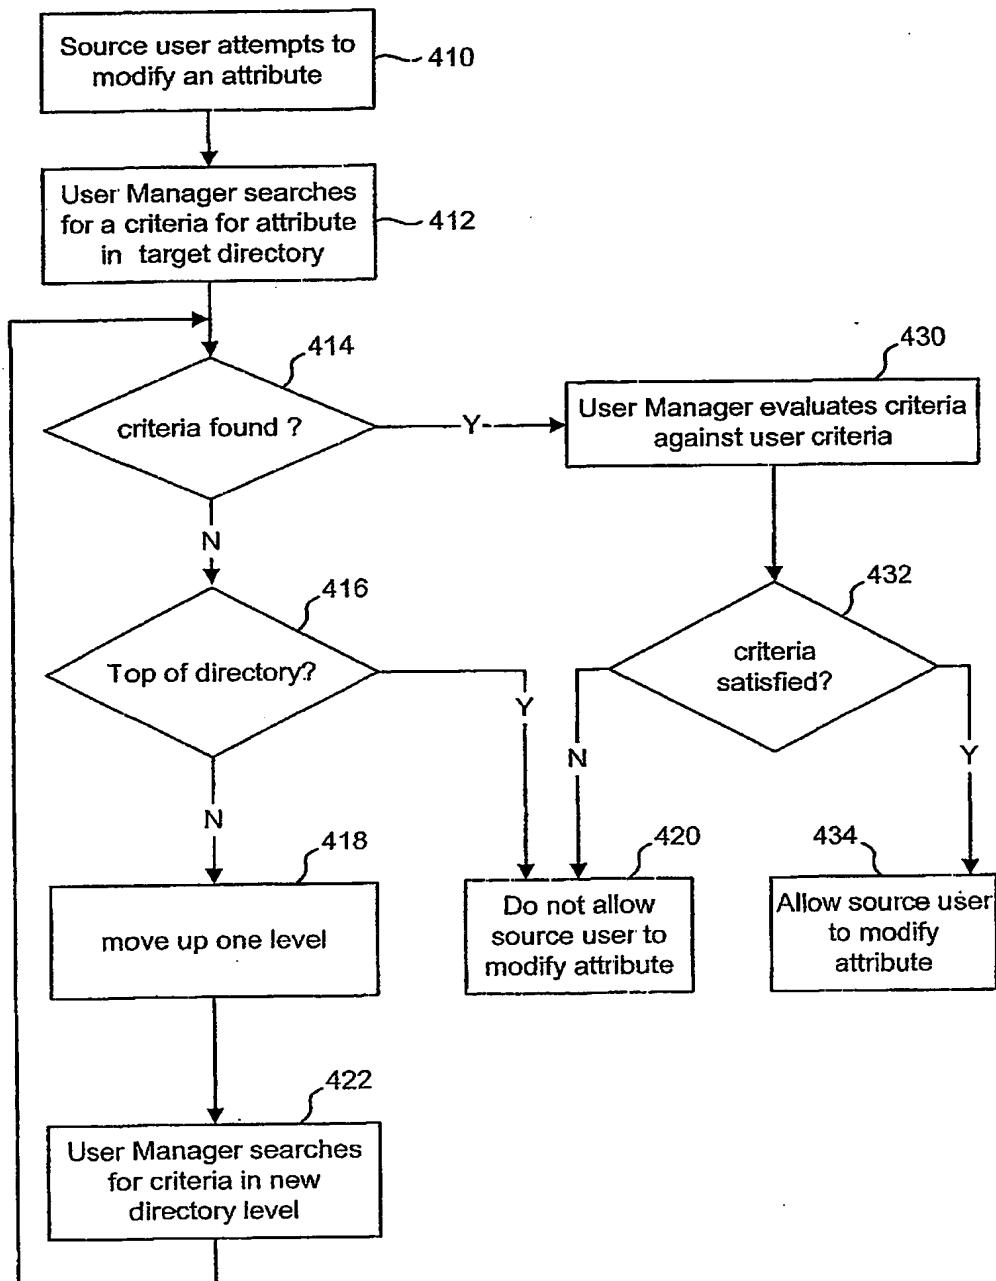 Source user attempts to
modify an attribute
410
User Manager searches
for a criteria for attribute
in target directory
412
414
criteria found ?
Y
430
User Manager evaluates criteria
against user criteria
N
416
Top of directory?
Y
432
criteria
satisfied?
N
Y
N
418
move up one level
420
Do not allow
source user to
modify attribute
434
Allow source user
to modify
attribute
422
User Manager searches
for criteria in new
directory level